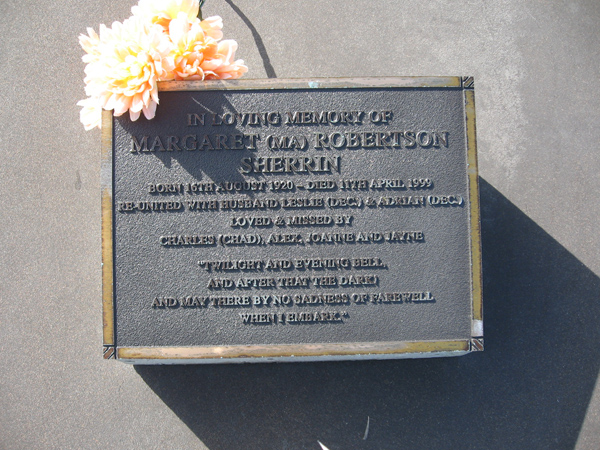 IN LOVING MEMORY OF
MARGARET (MA) ROBERTSON
SHERRIN
BORN 16TH AUGUST 1920 - DIED 11TH APRIL 1999
RE-UNITED WITH HUSBAND LESLIE (DEC.) & ADRIAN (DEC.)
LOVED & MISSED BY
CHARLES (CHAD), ALEX, JOANNE AND JAYNE
"TWILIGHT AND EVENING BELL,
AND AFTER THAT THE DARK!
AND MAY THERE BY NO SADNESS OF FAREWELL
WHEN I EMBARK."